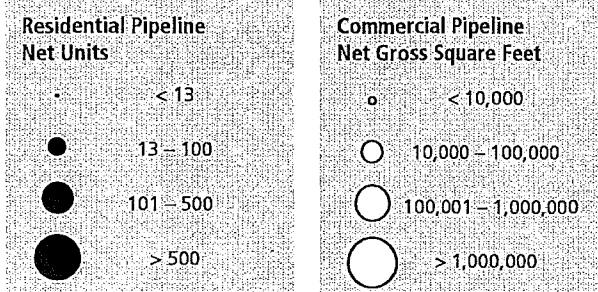 Residential Pipeline
Net Units
< 13
13 – 100
101 – 500
> 500
Commercial Pipeline
Net Gross Square Feet
< 10,000
10,000 – 100,000
100,001 – 1,000,000
> 1,000,000